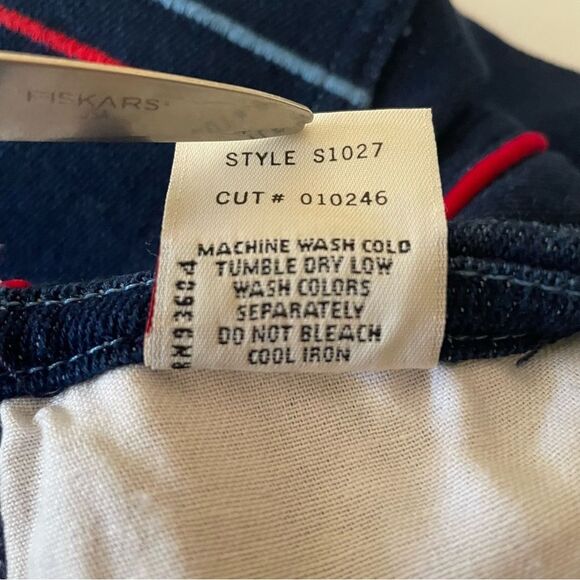 FISKARS
STYLE S1027
CUT # 010246
MACHINE WASH COLD
TUMBLE DRY LOW
WASH COLORS
SEPARATELY
DO NOT BLEACH
COOL IRON
RN93604